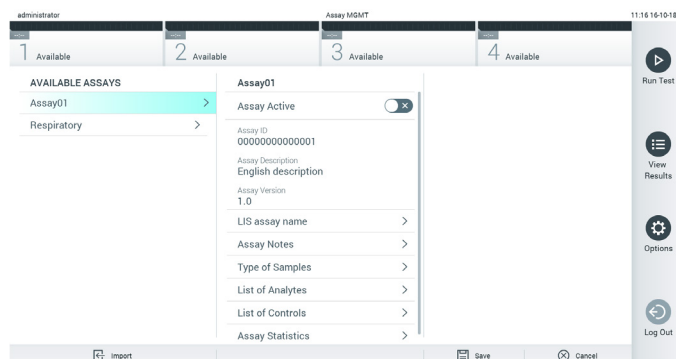 administrator Assay MGMT 11:16 16-10-18
--:-- --:-- --:-- --:--
1 Available 2 Available 3 Available 4 Available
AVAILABLE ASSAYS
Assay01
Respiratory
Assay01
Assay Active
Assay ID
00000000000001
Assay Description
English description
Assay Version
1.0
LIS assay name
Assay Notes
Type of Samples
List of Analytes
List of Controls
Assay Statistics
Run Test
View
Results
Options
Log Out
Import Save Cancel